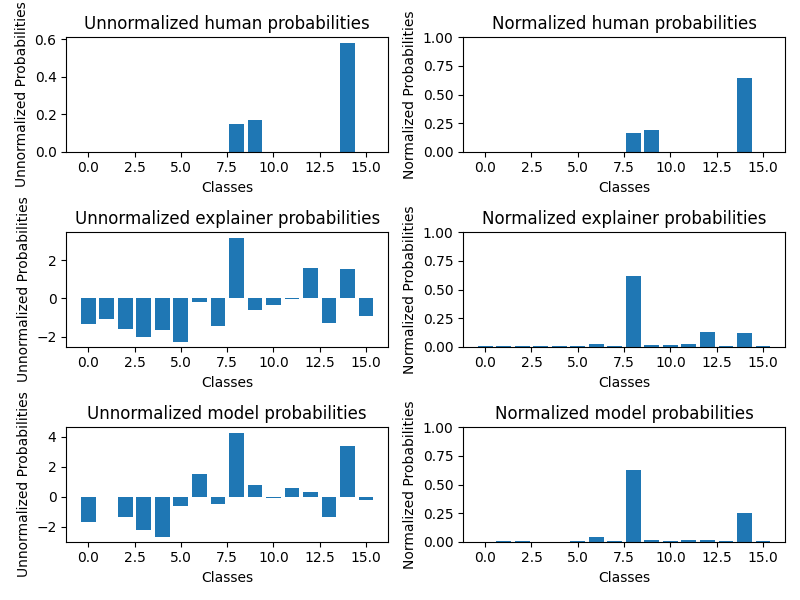 Unnormalized human probabilities
Unnormalized Probabilities
0.6
0.4
0.2
0.0
0.0 2.5 5.0 7.5 10.0 12.5 15.0
Classes
Normalized human probabilities
Normalized Probabilities
1.00
0.75
0.50
0.25
0.00
0.0 2.5 5.0 7.5 10.0 12.5 15.0
Classes
Unnormalized explainer probabilities
Unnormalized Probabilities
2
0
−2
0.0 2.5 5.0 7.5 10.0 12.5 15.0
Classes
Normalized explainer probabilities
Normalized Probabilities
1.00
0.75
0.50
0.25
0.00
0.0 2.5 5.0 7.5 10.0 12.5 15.0
Classes
Unnormalized model probabilities
Unnormalized Probabilities
4
2
0
−2
0.0 2.5 5.0 7.5 10.0 12.5 15.0
Classes
Normalized model probabilities
Normalized Probabilities
1.00
0.75
0.50
0.25
0.00
0.0 2.5 5.0 7.5 10.0 12.5 15.0
Classes